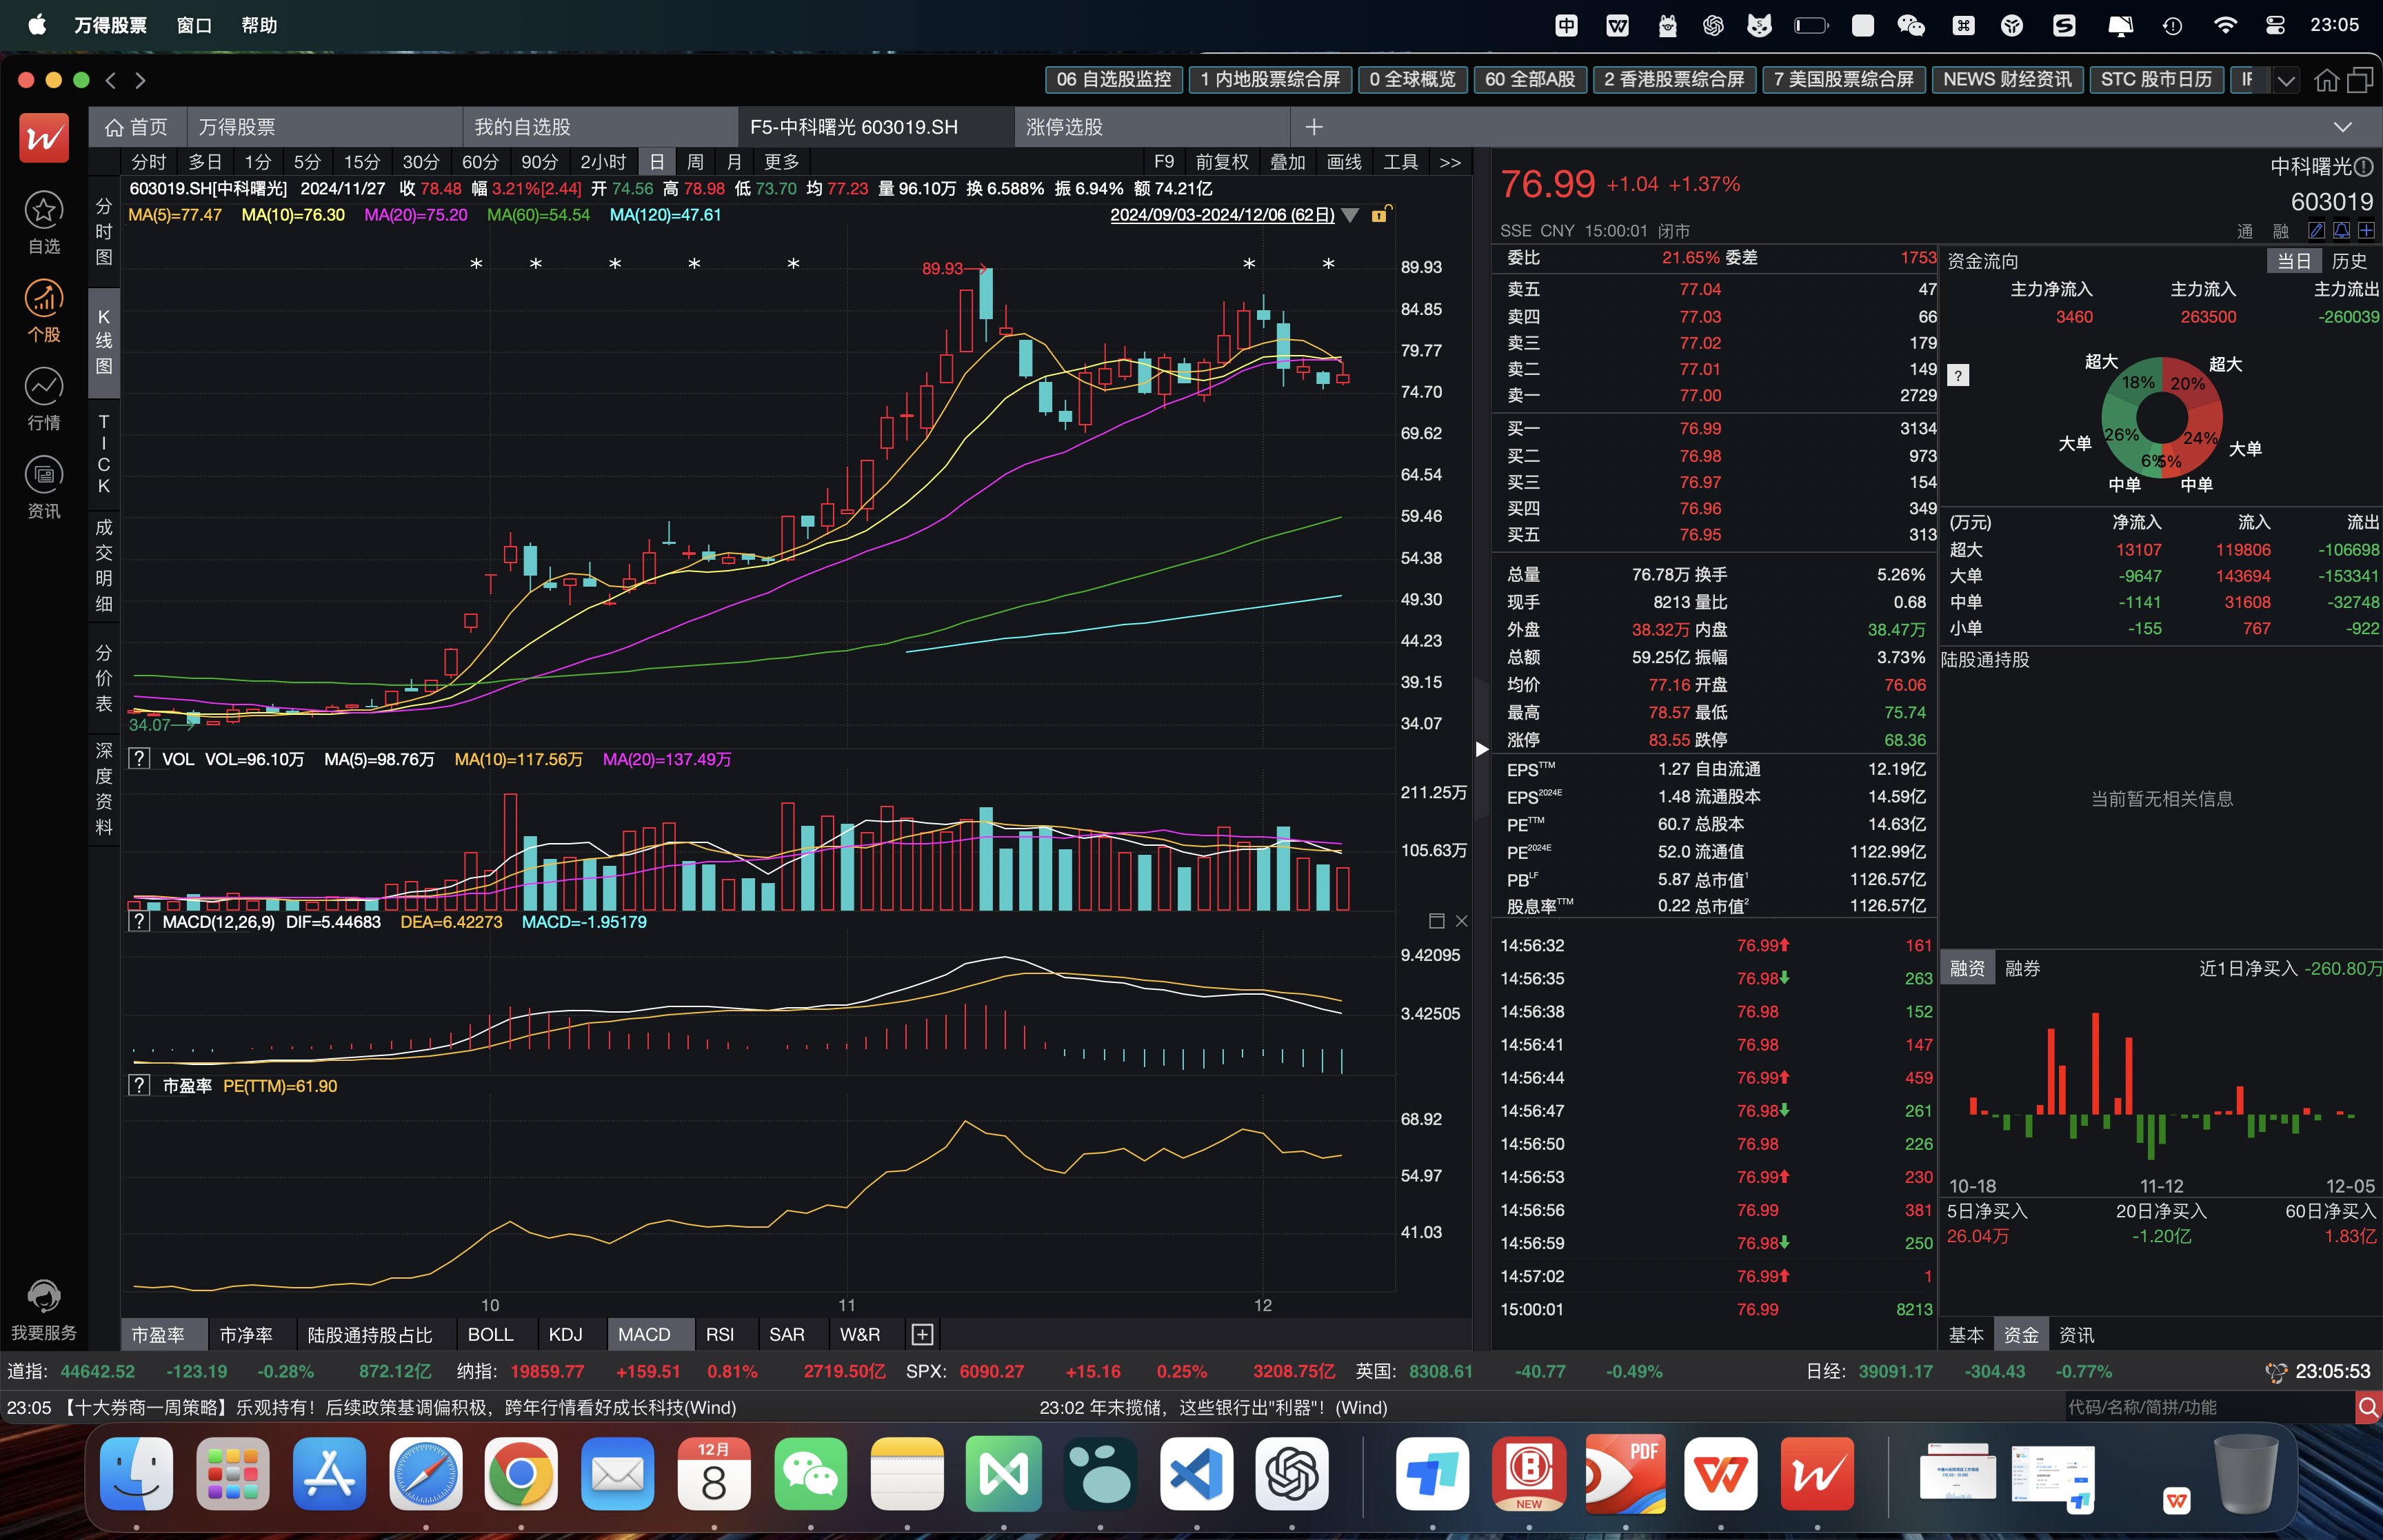 万得股票 窗口 帮助 23:05
06 自选股监控 1 内地股票综合屏 0 全球概览 60 全部A股 2 香港股票综合屏 7 美国股票综合屏 NEWS 财经资讯 STC 股市日历
首页 万得股票 我的自选股 F5-中科曙光 603019.SH 涨停选股
自选
个股
行情
资讯
我要服务
分时图
K线图
TICK
成交明细
分价表
深度资料
分时 多日 1分 5分 15分 30分 60分 90分 2小时 日 周 月 更多 F9 前复权 叠加 画线 工具 >>
603019.SH[中科曙光] 2024/11/27 收 78.48 幅 3.21%[2.44] 开 74.56 高 78.98 低 73.70 均 77.23 量 96.10万 换 6.588% 振 6.94% 额 74.21亿
MA(5)=77.47 MA(10)=76.30 MA(20)=75.20 MA(60)=54.54 MA(120)=47.61 2024/09/03-2024/12/06 (62日)
* * * * * * *
89.93 89.93
84.85
79.77
74.70
69.62
64.54
59.46
54.38
49.30
44.23
39.15
34.07 34.07
? VOL VOL=96.10万 MA(5)=98.76万 MA(10)=117.56万 MA(20)=137.49万
211.25万
105.63万
? MACD(12,26,9) DIF=5.44683 DEA=6.42273 MACD=-1.95179
9.42095
3.42505
? 市盈率 PE(TTM)=61.90
68.92
54.97
41.03
10 11 12
市盈率 市净率 陆股通持股占比 BOLL KDJ MACD RSI SAR W&R
76.99 +1.04 +1.37%
中科曙光
603019
SSE CNY 15:00:01 闭市 通 融
委比 21.65% 委差 1753
卖五 77.04 47
卖四 77.03 66
卖三 77.02 179
卖二 77.01 149
卖一 77.00 2729
买一 76.99 3134
买二 76.98 973
买三 76.97 154
买四 76.96 349
买五 76.95 313
总量 76.78万 换手 5.26%
现手 8213 量比 0.68
外盘 38.32万 内盘 38.47万
总额 59.25亿 振幅 3.73%
均价 77.16 开盘 76.06
最高 78.57 最低 75.74
涨停 83.55 跌停 68.36
EPSTTM 1.27 自由流通 12.19亿
EPS2024E 1.48 流通股本 14.59亿
PETTM 60.7 总股本 14.63亿
PE2024E 52.0 流通值 1122.99亿
PBLF 5.87 总市值1 1126.57亿
股息率TTM 0.22 总市值2 1126.57亿
14:56:32 76.99 161
14:56:35 76.98 263
14:56:38 76.98 152
14:56:41 76.98 147
14:56:44 76.99 459
14:56:47 76.98 261
14:56:50 76.98 226
14:56:53 76.99 230
14:56:56 76.99 381
14:56:59 76.98 250
14:57:02 76.99 1
15:00:01 76.99 8213
资金流向 当日 历史
主力净流入 主力流入 主力流出
3460 263500 -260039
?
超大 18% 20% 超大
大单 26% 24% 大单
6% 5%
中单 中单
(万元) 净流入 流入 流出
超大 13107 119806 -106698
大单 -9647 143694 -153341
中单 -1141 31608 -32748
小单 -155 767 -922
陆股通持股
当前暂无相关信息
融资 融券 近1日净买入 -260.80万
10-18 11-12 12-05
5日净买入 20日净买入 60日净买入
26.04万 -1.20亿 1.83亿
基本 资金 资讯
道指: 44642.52 -123.19 -0.28% 872.12亿 纳指: 19859.77 +159.51 0.81% 2719.50亿 SPX: 6090.27 +15.16 0.25% 3208.75亿 英国: 8308.61 -40.77 -0.49% 日经: 39091.17 -304.43 -0.77% 23:05:53
23:05 【十大券商一周策略】乐观持有！后续政策基调偏积极，跨年行情看好成长科技(Wind) 23:02 年末揽储，这些银行出"利器"！(Wind) 代码/名称/简拼/功能
12月
8
NEW
PDF